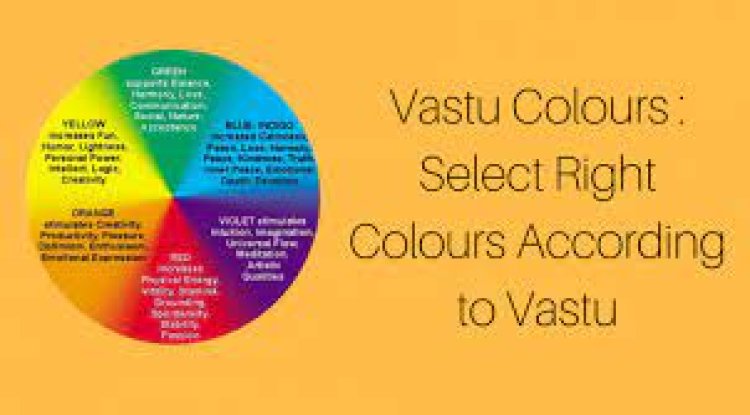 GREEN
supports Balance,
Harmony, Love,
Communication,
Social, Nature
Acceptance
YELLOW
increases Fun,
Humor, Lightness,
Personal Power,
Intellect, Logic,
Creativity
BLUE, INDIGO
increases Calmness,
Peace, Love, Honesty,
Peace, Kindness, Truth,
Inner Peace, Emotional
Depth, Devotion
ORANGE
stimulates Creativity,
Productivity, Pleasure,
Optimism, Enthusiasm,
Emotional Expression
VIOLET stimulates
Intuition, Imagination,
Universal Flow,
Meditation,
Artistic
Qualities
RED
increases
Physical Energy,
Vitality, Stamina,
Grounding,
Spontaneity,
Stability,
Passion
Vastu Colours :
Select Right
Colours According
to Vastu